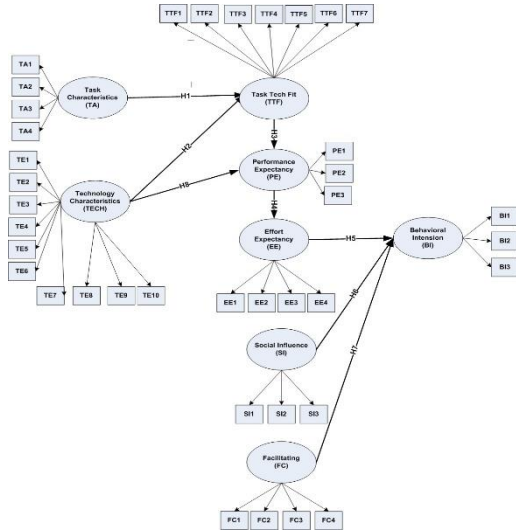 TTF1
TTF2
TTF3
TTF4
TTF5
TTF6
TTF7
TA1
TA2
TA3
TA4
Task
Characteristics
(TA)
H1
Task Tech Fit
(TTF)
H2
H3
TE1
TE2
TE3
TE4
TE5
TE6
TE7
TE8
TE9
TE10
Technology
Characteristics
(TECH)
H8
Performance
Expectancy
(PE)
PE1
PE2
PE3
H4
Effort
Expectancy
(EE)
H5
EE1
EE2
EE3
EE4
Behavioral
Intension
(BI)
BI1
BI2
BI3
H6
H7
Social Influence
(SI)
SI1
SI2
SI3
Facilitating
(FC)
FC1
FC2
FC3
FC4